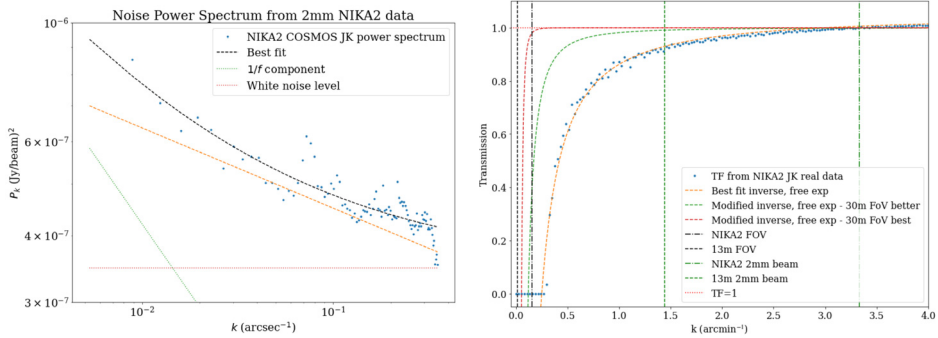 Noise Power Spectrum from 2mm NIKA2 data
10⁻⁶
6 × 10⁻⁷
4 × 10⁻⁷
3 × 10⁻⁷
Pₖ (Jy/beam)²
NIKA2 COSMOS JK power spectrum
Best fit
1/f component
White noise level
10⁻² 10⁻¹
k (arcsec⁻¹)
1.0
0.8
0.6
0.4
0.2
0.0
Transmission
TF from NIKA2 JK real data
Best fit inverse, free exp
Modified inverse, free exp - 30m FoV better
Modified inverse, free exp - 30m FoV best
NIKA2 FOV
13m FOV
NIKA2 2mm beam
13m 2mm beam
TF=1
0.0 0.5 1.0 1.5 2.0 2.5 3.0 3.5 4.0
k (arcmin⁻¹)